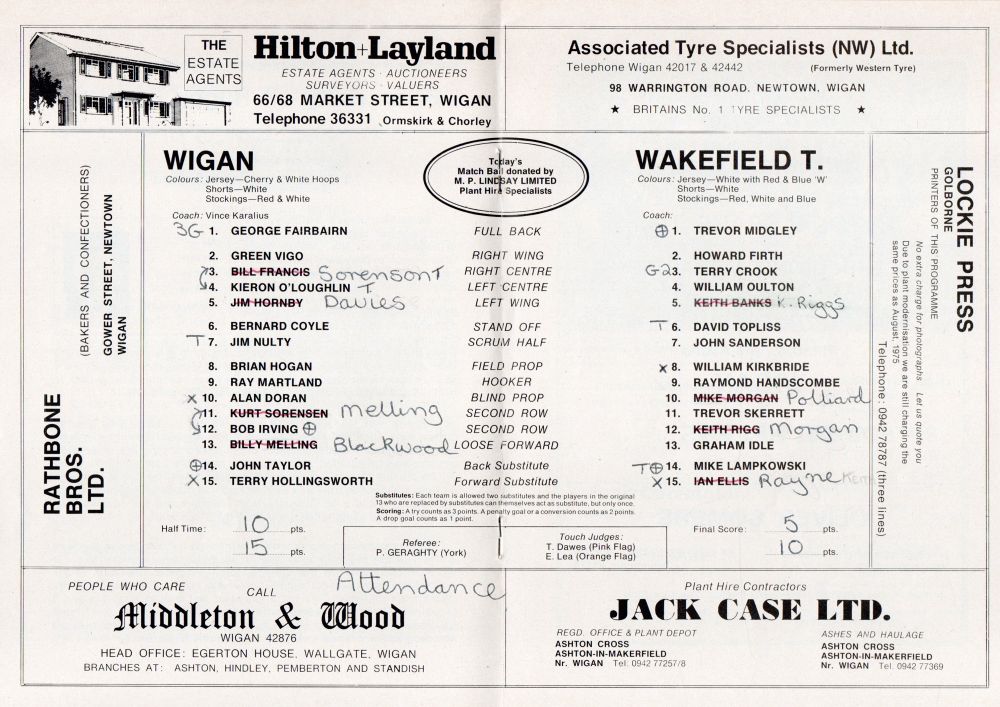 THE
ESTATE
AGENTS
Hilton+Layland
ESTATE AGENTS · AUCTIONEERS
SURVEYORS · VALUERS
66/68 MARKET STREET, WIGAN
Telephone 36331 Ormskirk & Chorley
Associated Tyre Specialists (NW) Ltd.
Telephone Wigan 42017 & 42442 (Formerly Western Tyre)
98 WARRINGTON ROAD, NEWTOWN, WIGAN
★ BRITAINS No. 1 TYRE SPECIALISTS ★
RATHBONE
BROS.
LTD.
(BAKERS AND CONFECTIONERS)
GOWER STREET, NEWTOWN
WIGAN
WIGAN
Colours: Jersey—Cherry & White Hoops
Shorts—White
Stockings—Red & White
Coach: Vince Karalius
Today's
Match Ball donated by
M. P. LINDSAY LIMITED
Plant Hire Specialists
WAKEFIELD T.
Colours: Jersey—White with Red & Blue 'W'
Shorts—White
Stockings—Red, White and Blue
Coach:
3G 1. GEORGE FAIRBAIRN FULL BACK ⊕ 1. TREVOR MIDGLEY
2. GREEN VIGO RIGHT WING 2. HOWARD FIRTH
3. BILL FRANCIS Sorenson T RIGHT CENTRE G2 3. TERRY CROOK
4. KIERON O'LOUGHLIN T LEFT CENTRE 4. WILLIAM OULTON
5. JIM HORNBY Davies LEFT WING 5. KEITH BANKS K. Riggs
6. BERNARD COYLE STAND OFF T 6. DAVID TOPLISS
T 7. JIM NULTY SCRUM HALF 7. JOHN SANDERSON
8. BRIAN HOGAN FIELD PROP x 8. WILLIAM KIRKBRIDE
9. RAY MARTLAND HOOKER 9. RAYMOND HANDSCOMBE
x 10. ALAN DORAN BLIND PROP 10. MIKE MORGAN Polliard
11. KURT SORENSEN Melling SECOND ROW 11. TREVOR SKERRETT
12. BOB IRVING ⊕ SECOND ROW 12. KEITH RIGG Morgan
13. BILLY MELLING Blackwood LOOSE FORWARD 13. GRAHAM IDLE
⊕ 14. JOHN TAYLOR Back Substitute T ⊕ 14. MIKE LAMPKOWSKI
X 15. TERRY HOLLINGSWORTH Forward Substitute X 15. IAN ELLIS Rayne
Substitutes: Each team is allowed two substitutes and the players in the original
13 who are replaced by substitutes can themselves act as substitute, but only once.
Scoring: A try counts as 3 points. A penalty goal or a conversion counts as 2 points.
A drop goal counts as 1 point.
Half Time: 10 pts.
15 pts.
Referee:
P. GERAGHTY (York)
Touch Judges:
T. Dawes (Pink Flag)
E. Lea (Orange Flag)
Final Score: 5 pts.
10 pts.
LOCKIE PRESS
GOLBORNE
PRINTERS OF THIS PROGRAMME
No extra charge for photographs Let us quote you
Due to plant modernisation we are still charging the
same prices as August, 1975
Telephone: 0942 78787 (three lines)
Attendance
PEOPLE WHO CARE CALL
Middleton & Wood
WIGAN 42876
HEAD OFFICE: EGERTON HOUSE, WALLGATE, WIGAN
BRANCHES AT: ASHTON, HINDLEY, PEMBERTON AND STANDISH
Plant Hire Contractors
JACK CASE LTD.
REGD. OFFICE & PLANT DEPOT
ASHTON CROSS
ASHTON-IN-MAKERFIELD
Nr. WIGAN Tel. 0942 77257/8
ASHES AND HAULAGE
ASHTON CROSS
ASHTON-IN-MAKERFIELD
Nr. WIGAN Tel. 0942 77369